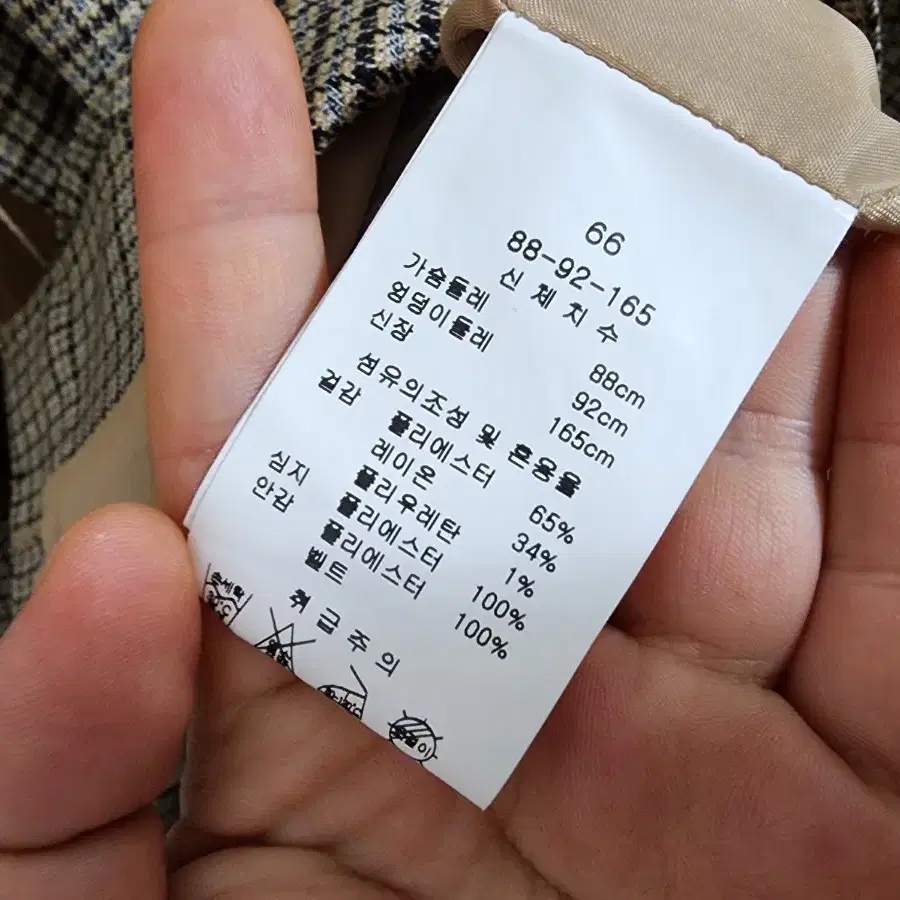 66
88-92-165
신 체 치 수
가슴둘레 88cm
엉덩이둘레 92cm
신장 165cm
섬유의조성 및 혼용율
겉감 폴리에스터 65%
레이온 34%
폴리우레탄 1%
심지 폴리에스터 100%
안감 폴리에스터 100%
벨트
취 급 주 의
손세탁